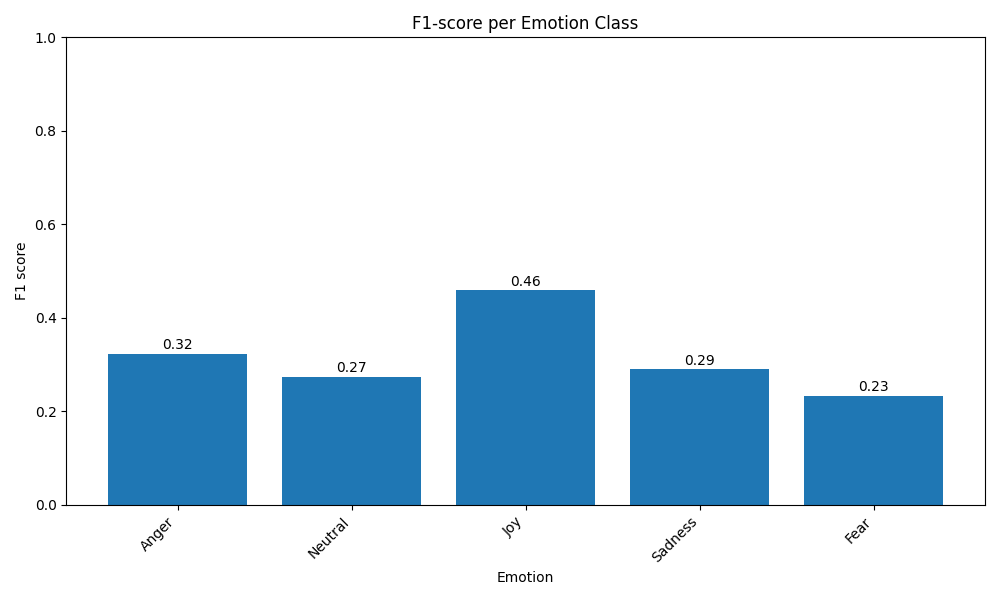 F1-score per Emotion Class
1.0
0.8
0.6
0.4
0.2
0.0
F1 score
0.32
0.27
0.46
0.29
0.23
Anger
Neutral
Joy
Sadness
Fear
Emotion